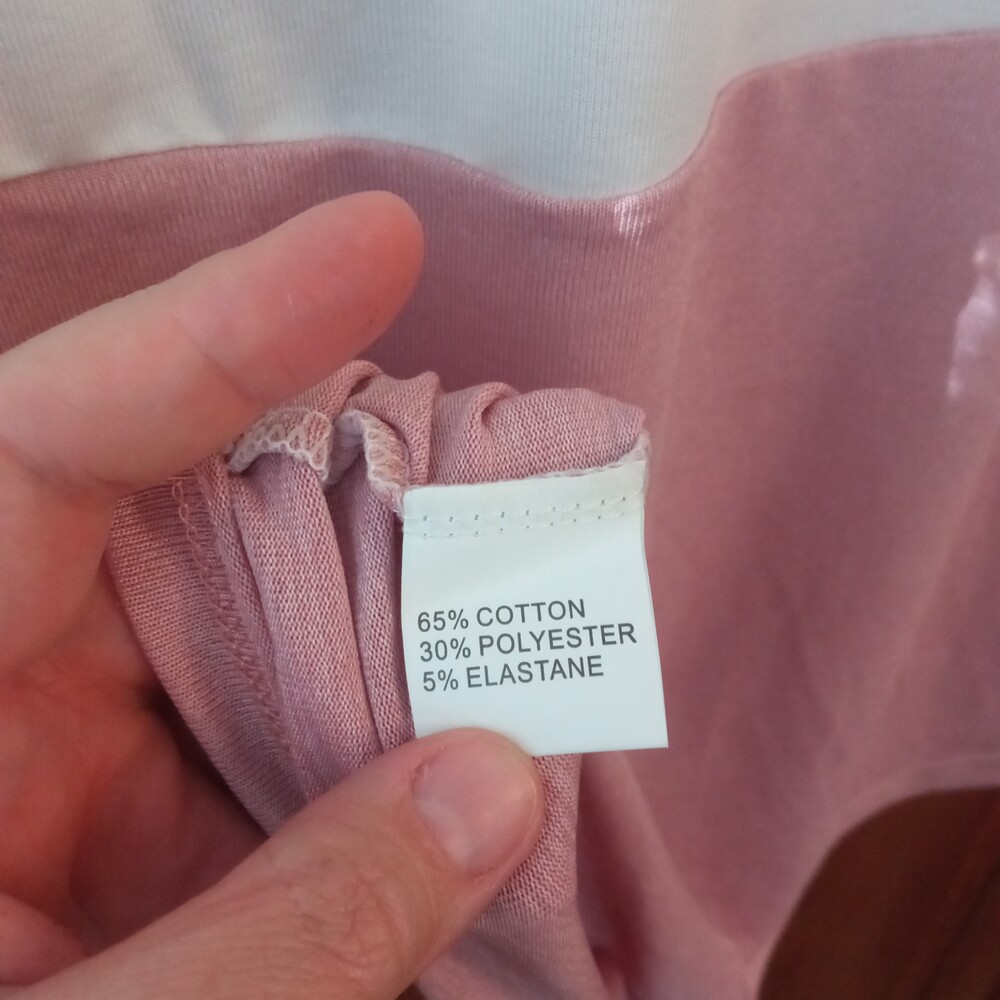 65% COTTON
30% POLYESTER
5% ELASTANE